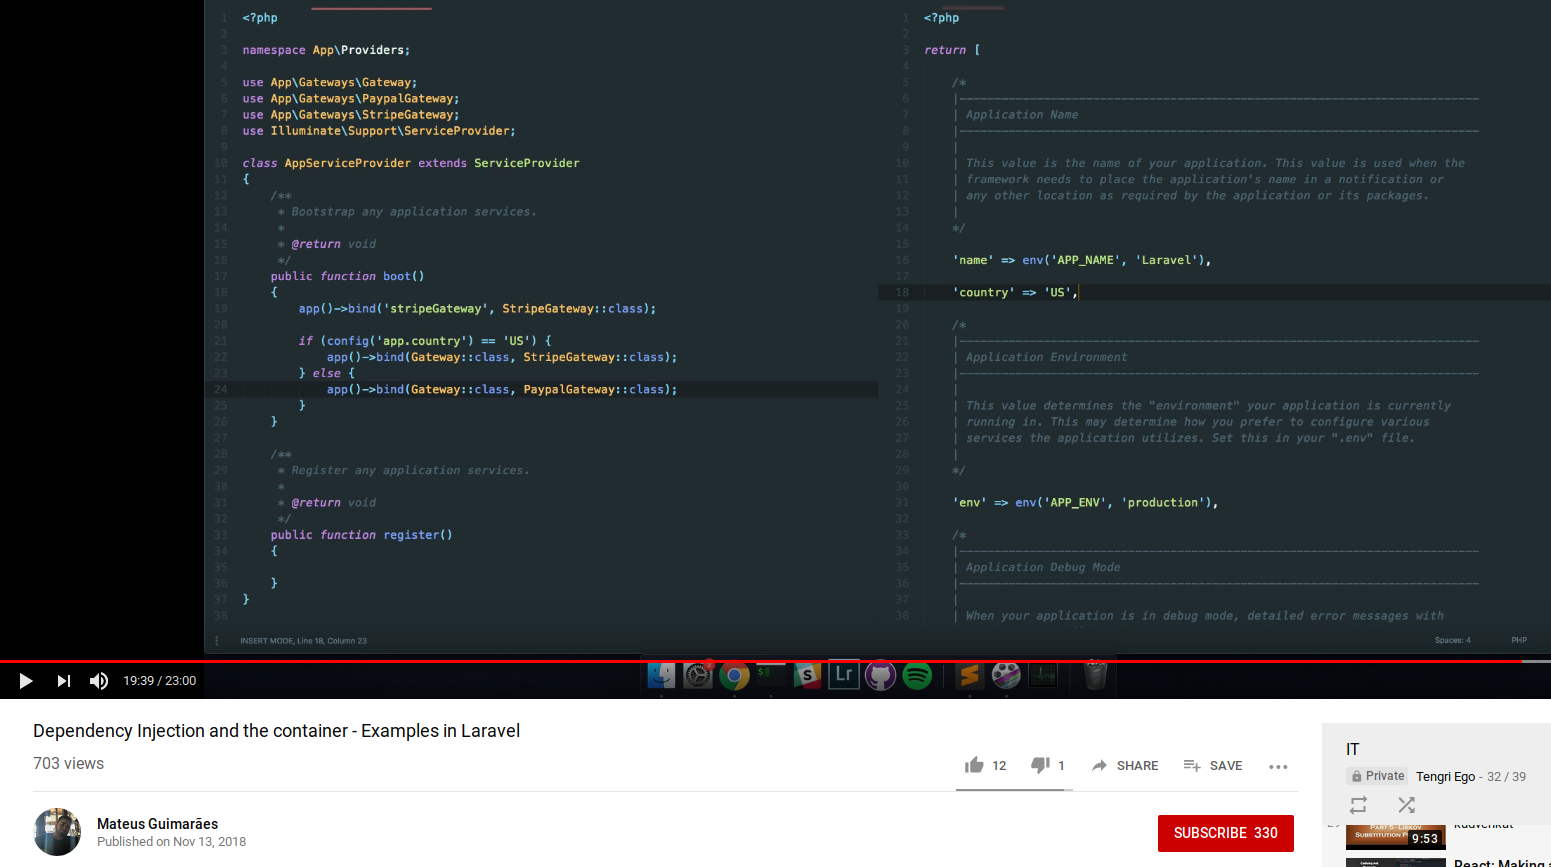 1 <?php
2
3 namespace App\Providers;
4
5 use App\Gateways\Gateway;
6 use App\Gateways\PaypalGateway;
7 use App\Gateways\StripeGateway;
8 use Illuminate\Support\ServiceProvider;
9
10 class AppServiceProvider extends ServiceProvider
11 {
12 /**
13 * Bootstrap any application services.
14 *
15 * @return void
16 */
17 public function boot()
18 {
19 app()->bind('stripeGateway', StripeGateway::class);
20
21 if (config('app.country') == 'US') {
22 app()->bind(Gateway::class, StripeGateway::class);
23 } else {
24 app()->bind(Gateway::class, PaypalGateway::class);
25 }
26 }
27
28 /**
29 * Register any application services.
30 *
31 * @return void
32 */
33 public function register()
34 {
35
36 }
37 }
38
1 <?php
2
3 return [
4
5 /*
6 |--------------------------------------------------------------------------
7 | Application Name
8 |--------------------------------------------------------------------------
9 |
10 | This value is the name of your application. This value is used when the
11 | framework needs to place the application's name in a notification or
12 | any other location as required by the application or its packages.
13 |
14 */
15
16 'name' => env('APP_NAME', 'Laravel'),
17
18 'country' => 'US',
19
20 /*
21 |--------------------------------------------------------------------------
22 | Application Environment
23 |--------------------------------------------------------------------------
24 |
25 | This value determines the "environment" your application is currently
26 | running in. This may determine how you prefer to configure various
27 | services the application utilizes. Set this in your ".env" file.
28 |
29 */
30
31 'env' => env('APP_ENV', 'production'),
32
33 /*
34 |--------------------------------------------------------------------------
35 | Application Debug Mode
36 |--------------------------------------------------------------------------
37 |
38 | When your application is in debug mode, detailed error messages with
INSERT MODE, Line 18, Column 23
Spaces: 4 PHP
Lr
19:39 / 23:00
Dependency Injection and the container - Examples in Laravel
703 views
12 1 SHARE SAVE
Mateus Guimarães
Published on Nov 13, 2018
SUBSCRIBE 330
IT
Private Tengri Ego - 32 / 39
PART 5 - LISKOV
SUBSTITUTION
9:53
React: Making